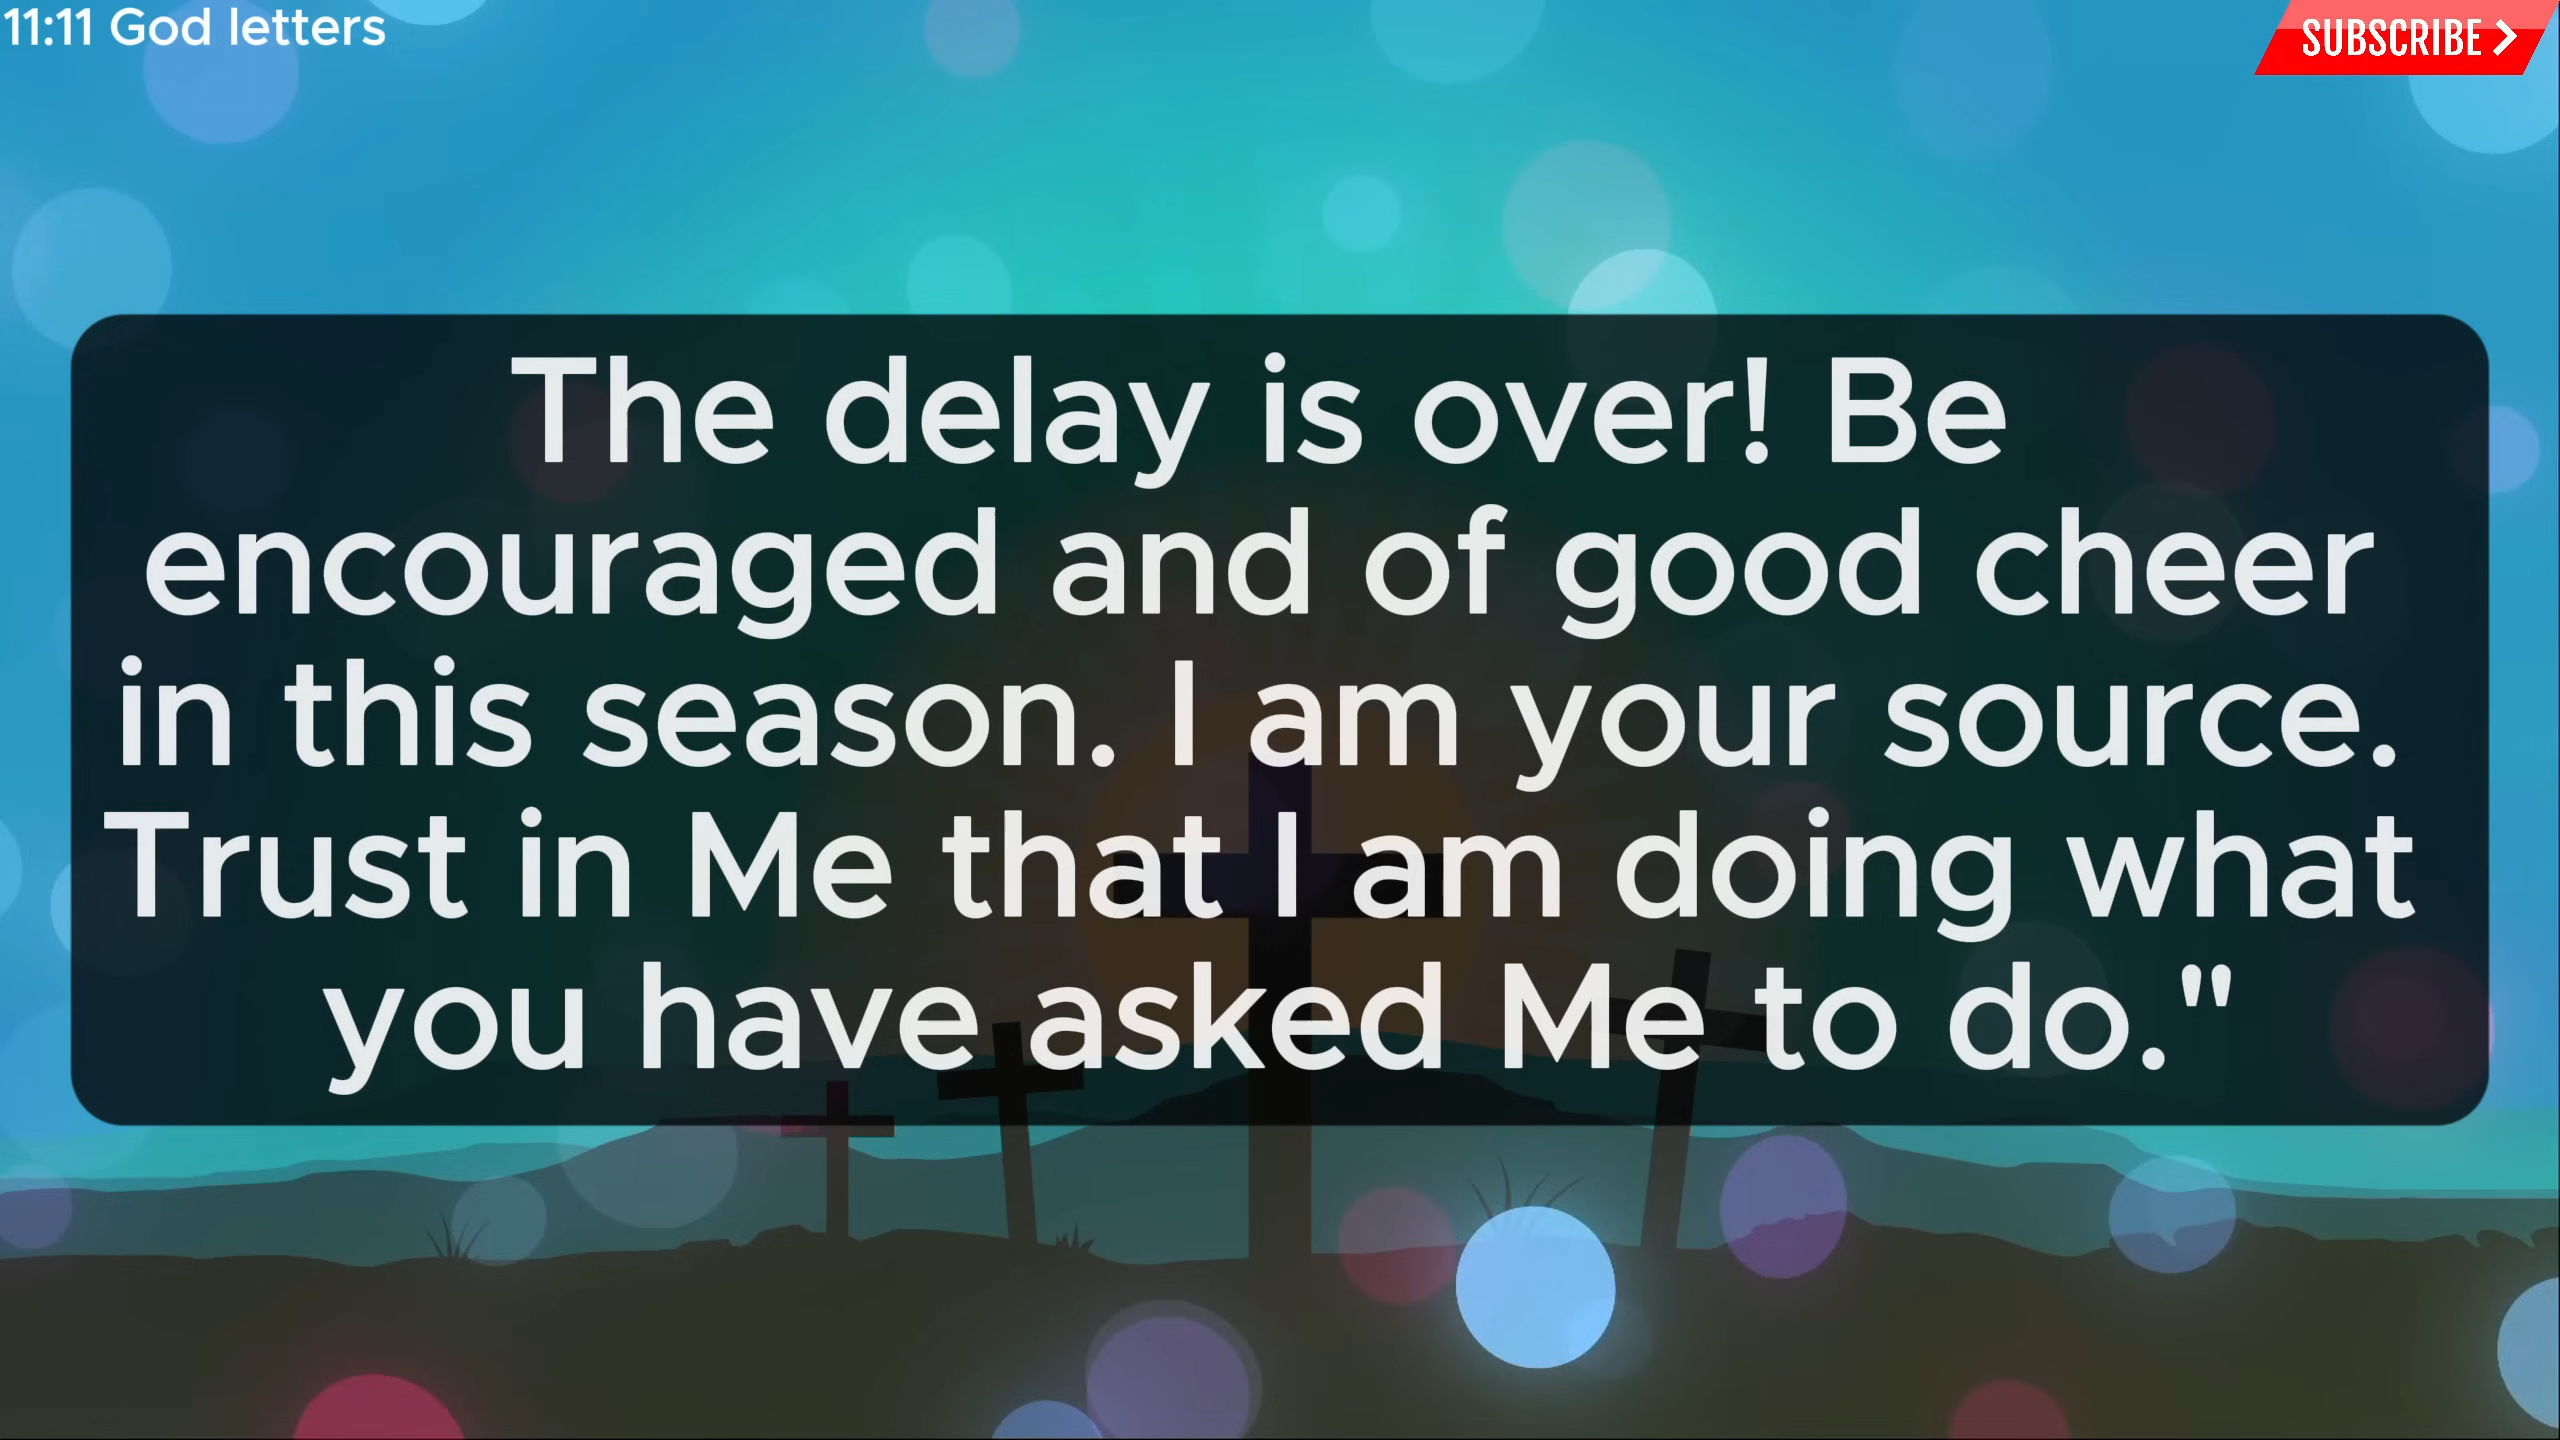 11:11 God letters
SUBSCRIBE
The delay is over! Be
encouraged and of good cheer
in this season. I am your source.
Trust in Me that I am doing what
you have asked Me to do."